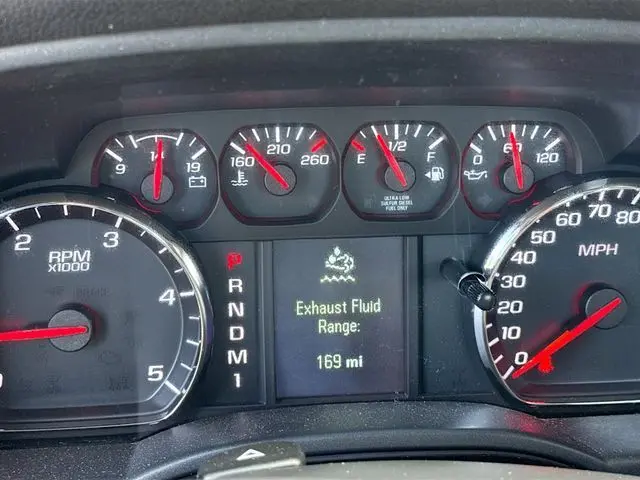 14
9 19
210
160 260
1/2
E F
ULTRA LOW
SULFUR DIESEL
FUEL ONLY
60
0 120
RPM
x1000
2 3 4 5
P
R
N
D
M
1
Exhaust Fluid
Range:
169 mi
MPH
0 10 20 30 40 50 60 70 80